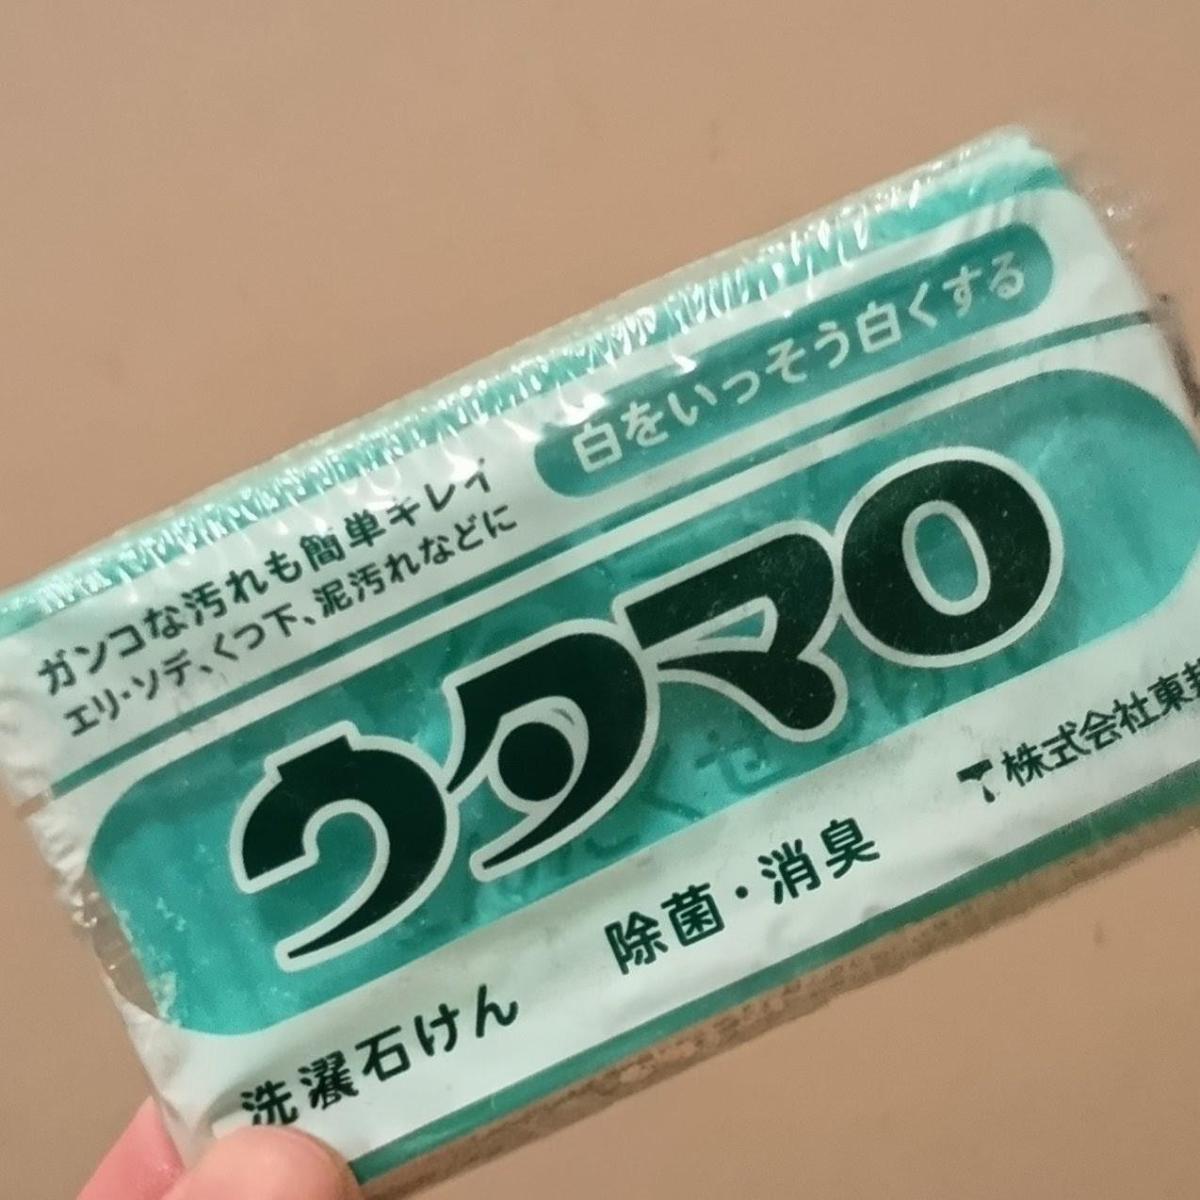 白をいっそう白くする
ガンコな汚れも簡単キレイ
エリ・ソデ、くつ下、泥汚れなどに
ウタマロ
株式会社東邦
除菌・消臭
洗濯石けん